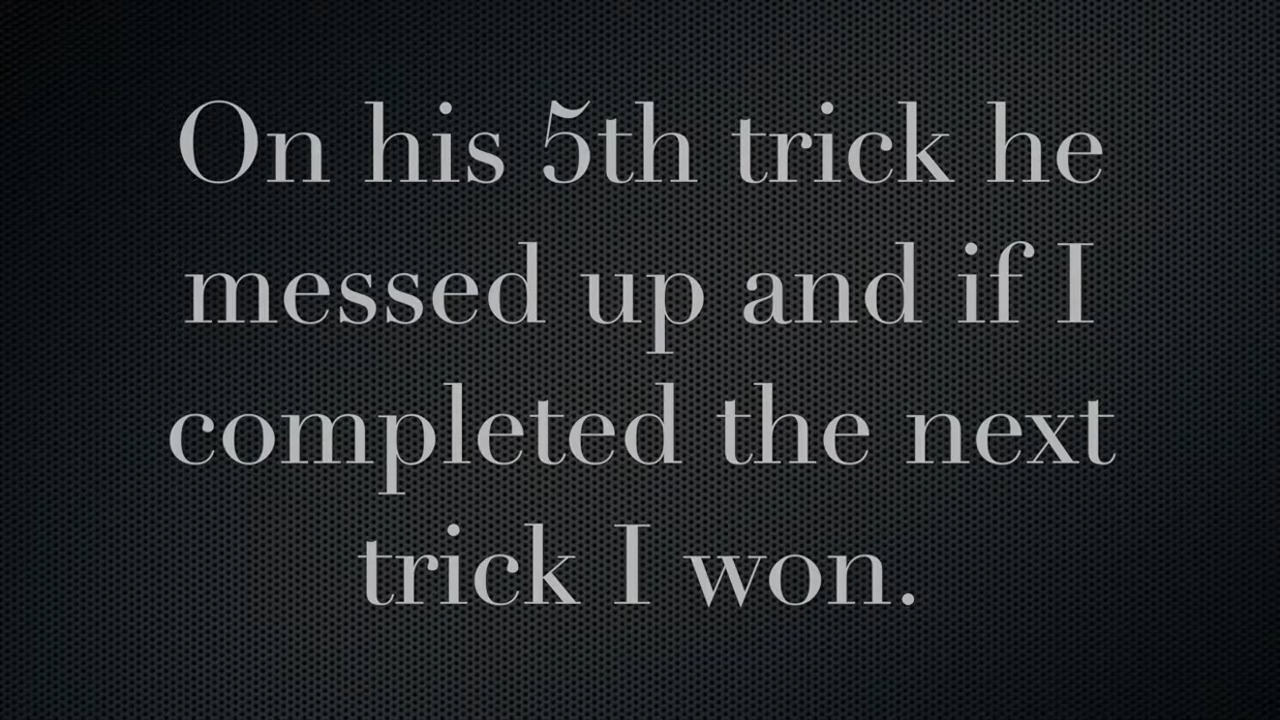 On his 5th trick he
messed up and if I
completed the next
trick I won.